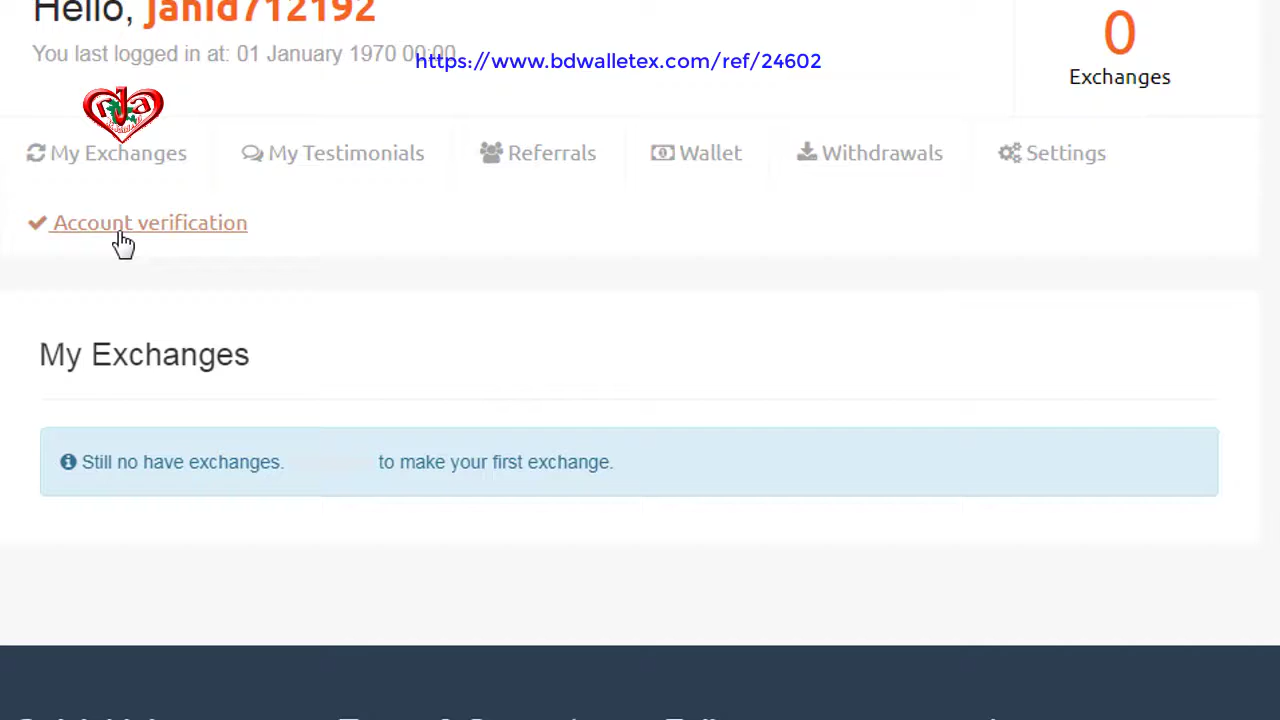 Hello, jahid712192
You last logged in at: 01 January 1970 00:00
https://www.bdwalletex.com/ref/24602
0
Exchanges
My Exchanges
My Testimonials
Referrals
Wallet
Withdrawals
Settings
Account verification
My Exchanges
Still no have exchanges. to make your first exchange.